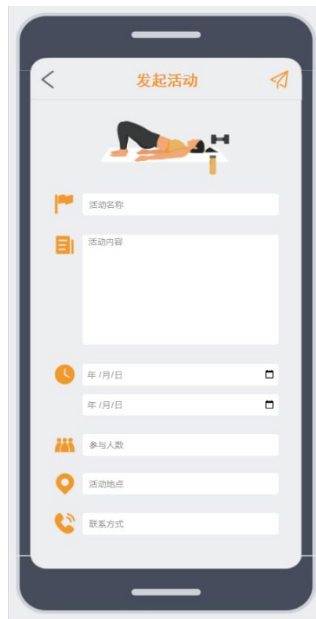 发起活动
活动名称
活动内容
年 /月/日
年 /月/日
参与人数
活动地点
联系方式